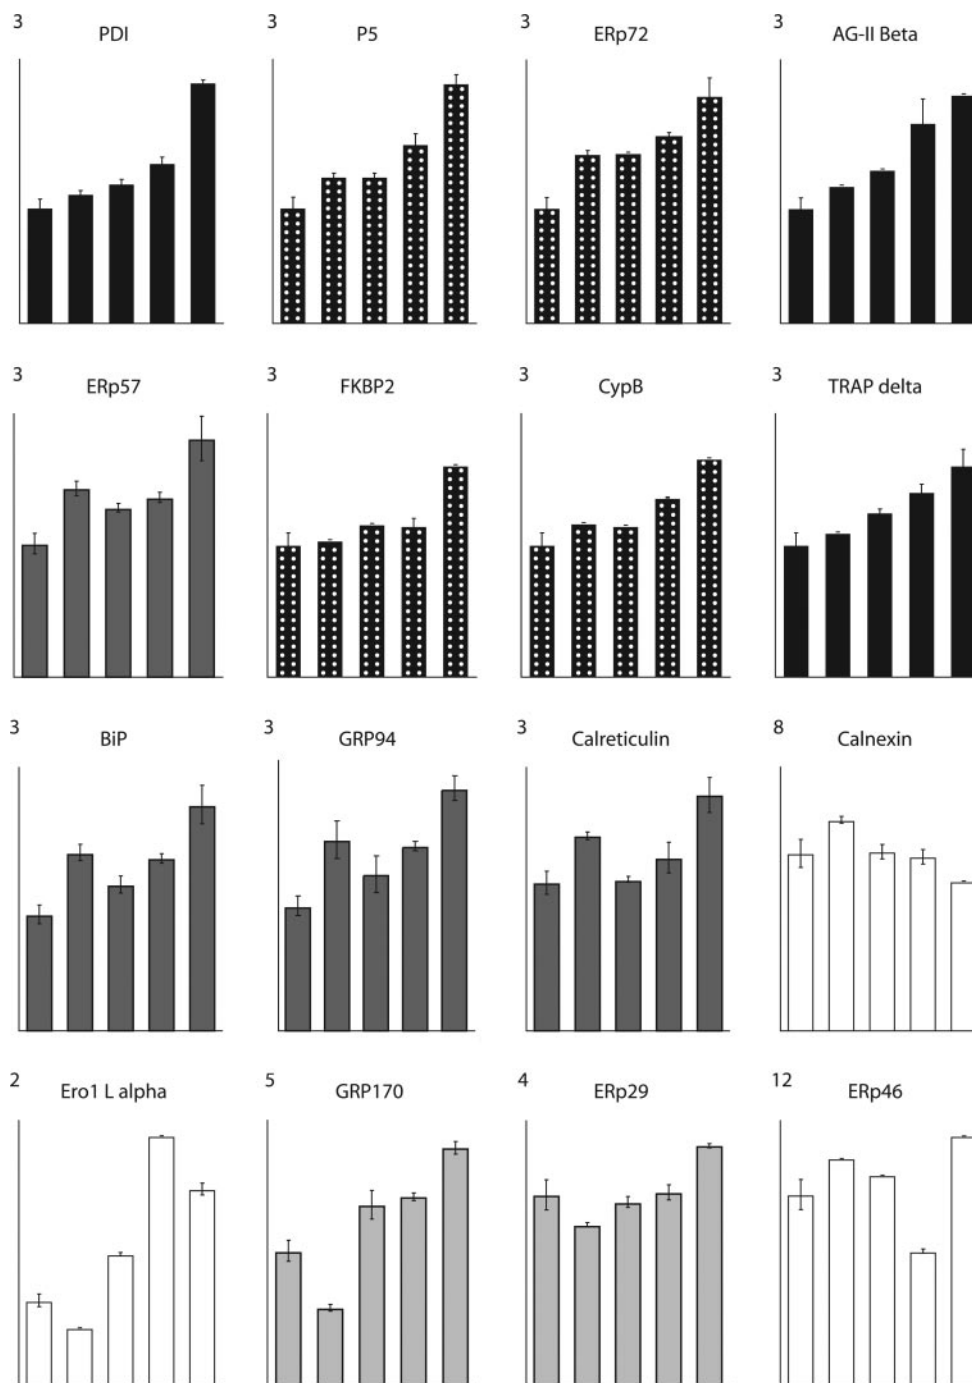 3 3 3 3
PDI P5 ERp72 AG-II Beta
3 3 3 3
ERp57 FKBP2 CypB TRAP delta
3 3 3 8
BiP GRP94 Calreticulin Calnexin
2 5 4 12
Ero1 L alpha GRP170 ERp29 ERp46